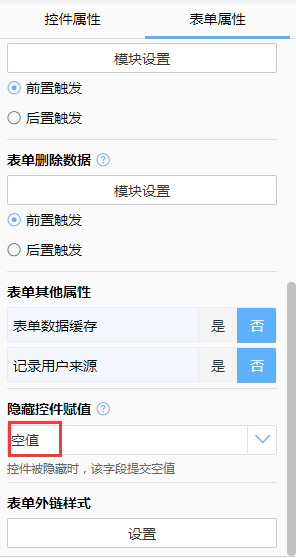 控件属性 表单属性
模块设置
前置触发
后置触发
表单删除数据 ?
模块设置
前置触发
后置触发
表单其他属性
表单数据缓存 是 否
记录用户来源 是 否
隐藏控件赋值 ?
空值
控件被隐藏时，该字段提交空值
表单外链样式
设置